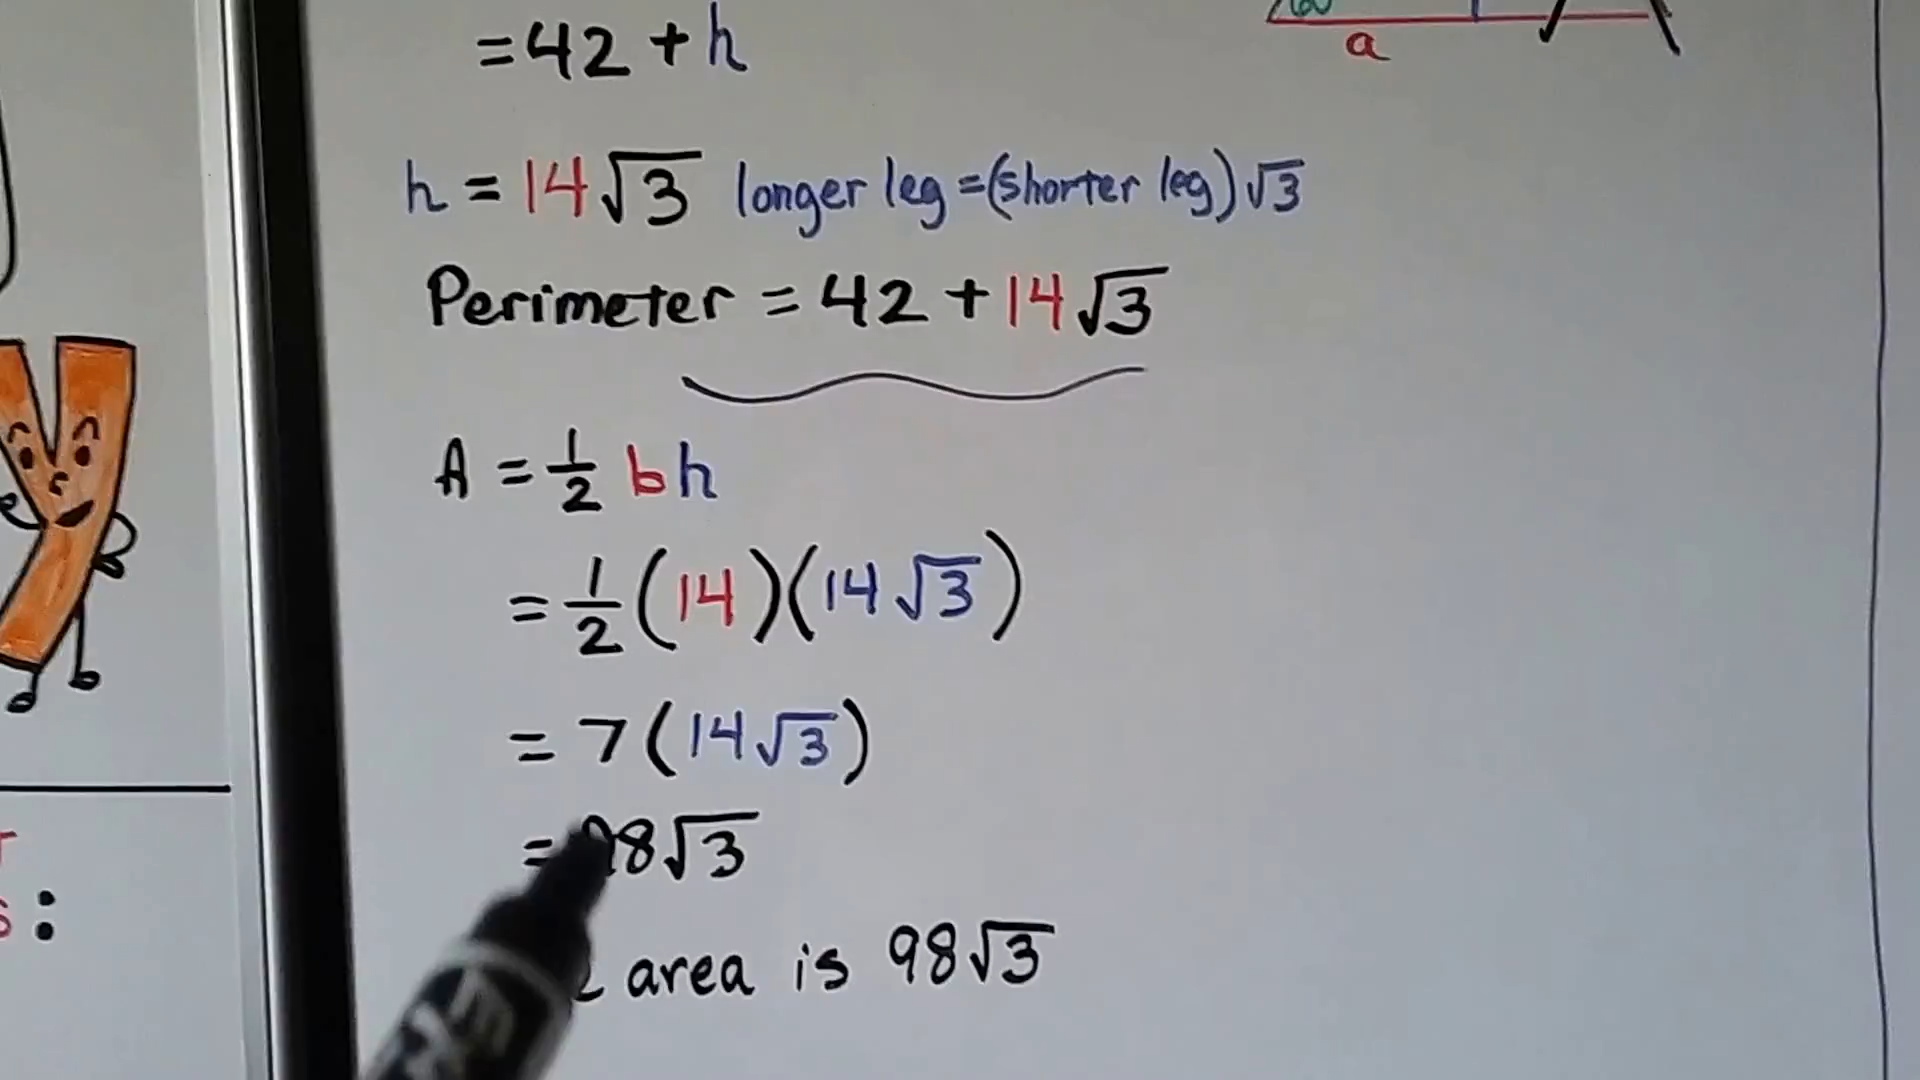 = 42 + h
a
h = 14√3 longer leg = (shorter leg)√3
Perimeter = 42 + 14√3
A = 1/2 bh
= 1/2 (14)(14√3)
= 7(14√3)
= 98√3
area is 98√3